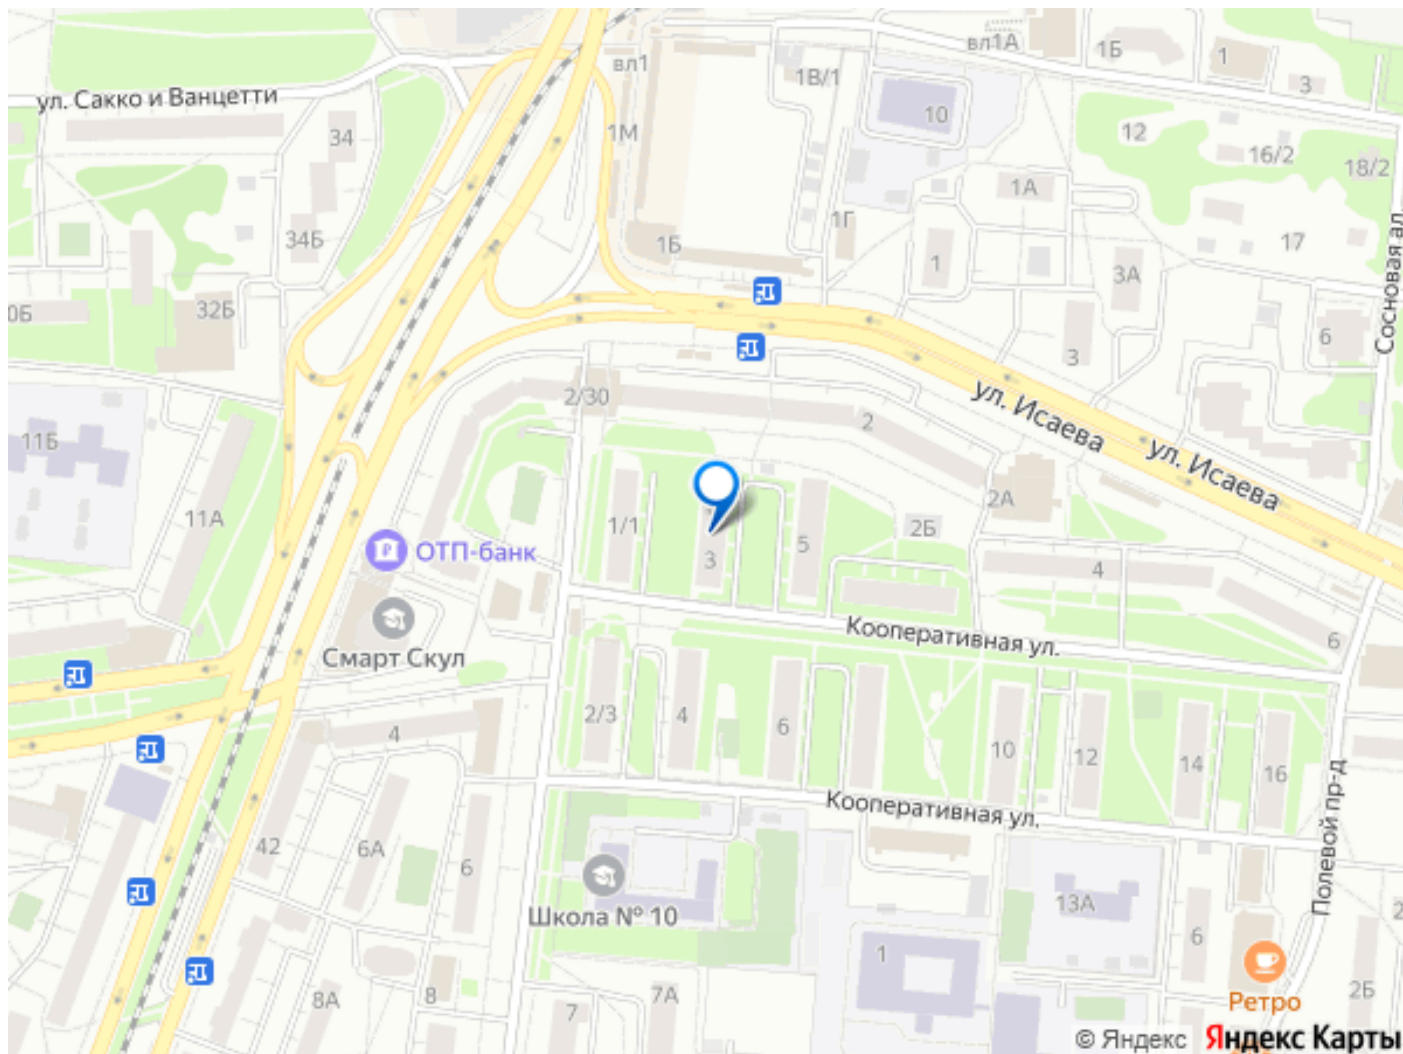 вл1А
1Б
1
вл1
1В/1
3
ул. Сакко и Ванцетти
10
34
1М
12
16/2
18/2
1А
34Б
1Б
1Г
1
17
3А
Сосновая ал.
0Б
32Б
3
6
ул. Исаева
2/30
2
ул. Исаева
11Б
11А
1/1
2А
2Б
3
5
4
ОТП-банк
Смарт Скул
Кооперативная ул.
6
2/3
4
6
4
10
12
14
16
Кооперативная ул.
Полевой пр-д
42
6А
6
Школа № 10
13А
2
1
6
8А
8
7
7А
2Б
Ретро
© Яндекс Яндекс Карты